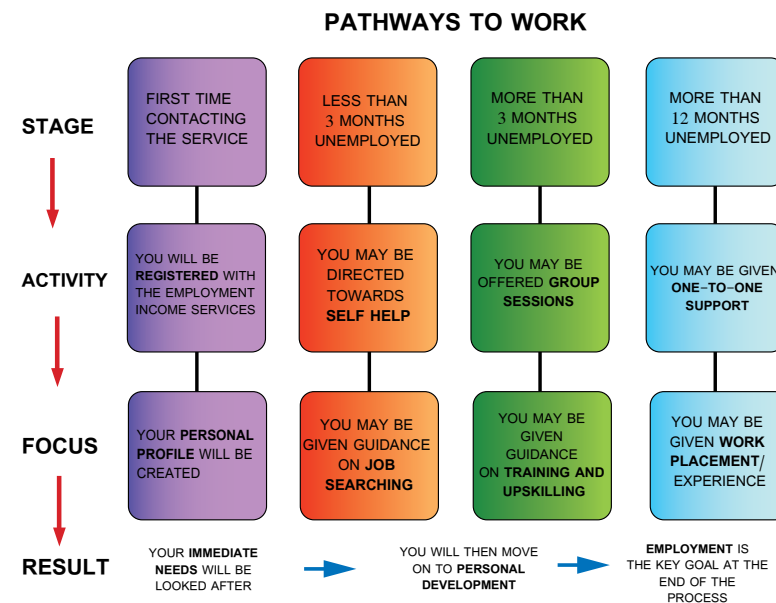 PATHWAYS TO WORK
STAGE
FIRST TIME
CONTACTING
THE SERVICE
LESS THAN
3 MONTHS
UNEMPLOYED
MORE THAN
3 MONTHS
UNEMPLOYED
MORE THAN
12 MONTHS
UNEMPLOYED
ACTIVITY
YOU WILL BE
REGISTERED WITH
THE EMPLOYMENT
INCOME SERVICES
YOU MAY BE
DIRECTED
TOWARDS
SELF HELP
YOU MAY BE
OFFERED GROUP
SESSIONS
YOU MAY BE GIVEN
ONE–TO–ONE
SUPPORT
FOCUS
YOUR PERSONAL
PROFILE WILL BE
CREATED
YOU MAY BE
GIVEN GUIDANCE
ON JOB
SEARCHING
YOU MAY BE
GIVEN
GUIDANCE
ON TRAINING AND
UPSKILLING
YOU MAY BE
GIVEN WORK
PLACEMENT/
EXPERIENCE
RESULT
YOUR IMMEDIATE
NEEDS WILL BE
LOOKED AFTER
YOU WILL THEN MOVE
ON TO PERSONAL
DEVELOPMENT
EMPLOYMENT IS
THE KEY GOAL AT THE
END OF THE
PROCESS